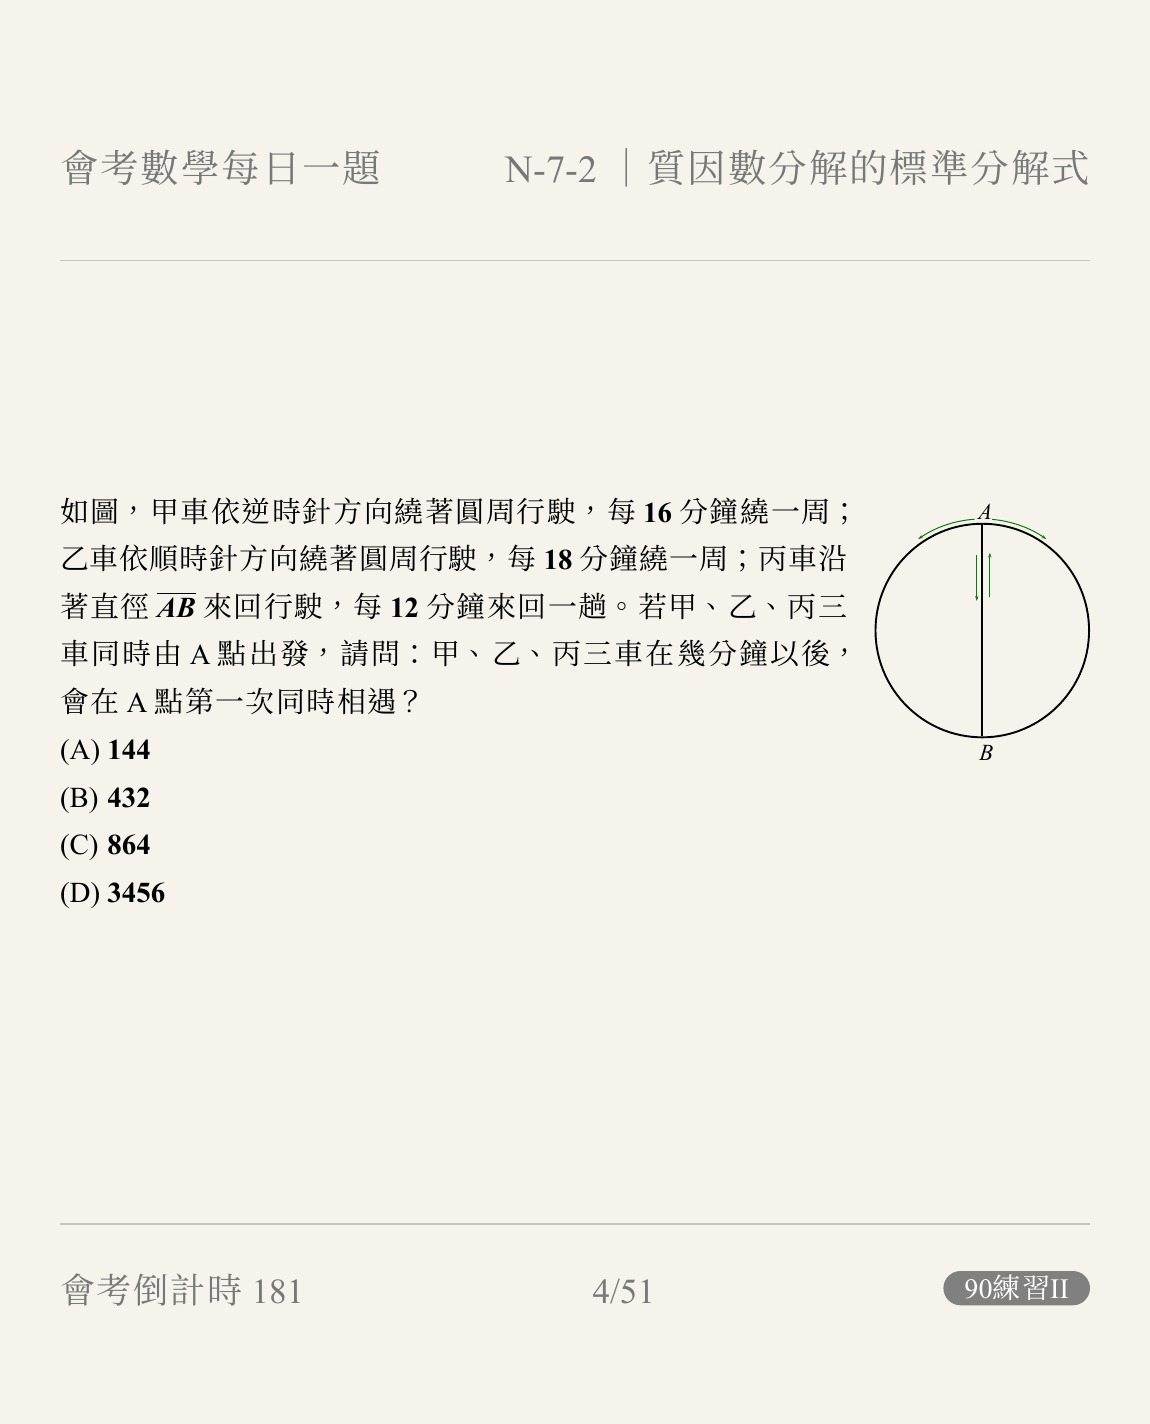 會考數學每日一題
N-7-2 │質因數分解的標準分解式
如圖，甲車依逆時針方向繞著圓周行駛，每 16 分鐘繞一周；
乙車依順時針方向繞著圓周行駛，每 18 分鐘繞一周；丙車沿
著直徑 AB 來回行駛，每 12 分鐘來回一趟。若甲、乙、丙三
車同時由 A 點出發，請問：甲、乙、丙三車在幾分鐘以後，
會在 A 點第一次同時相遇？
(A) 144
(B) 432
(C) 864
(D) 3456
A
B
會考倒計時 181
4/51
90練習II